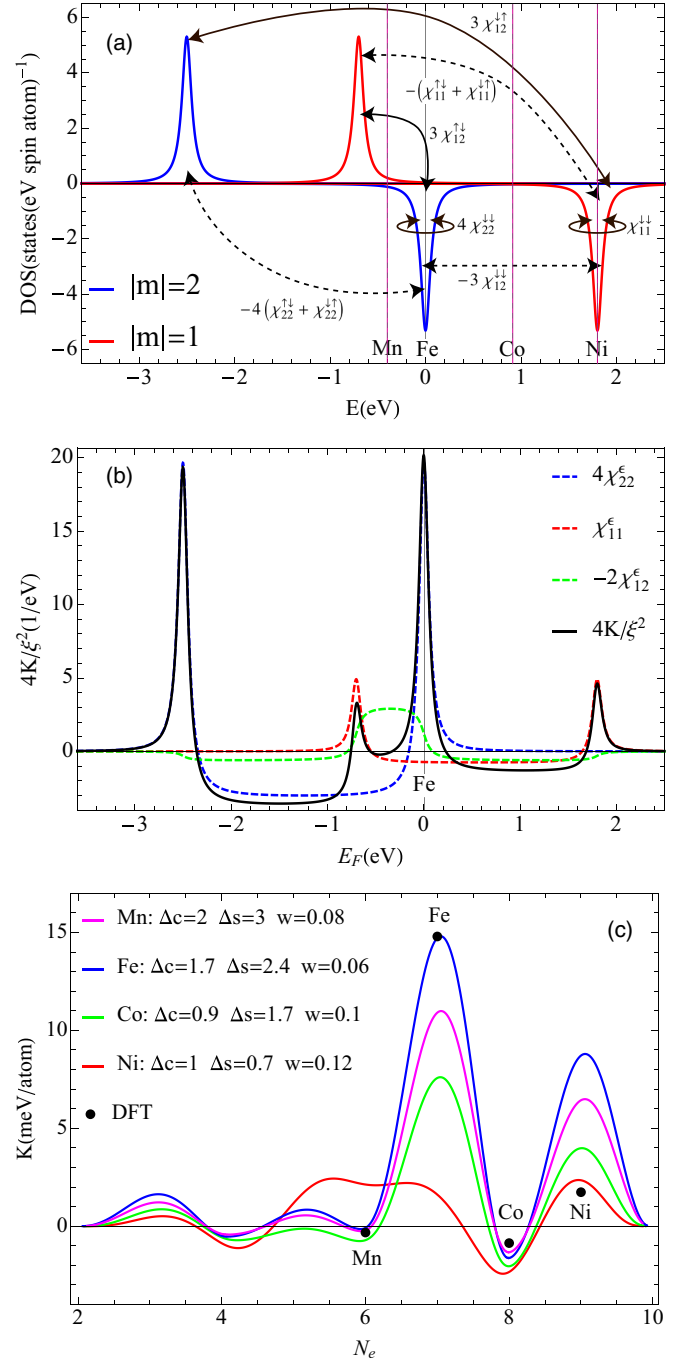 (a)
3 χ₁₂^↓↑
−(χ₁₁^↑↓ + χ₁₁^↓↑)
3 χ₁₂^↑↓
4 χ₂₂^↓↓
χ₁₁^↓↓
−3 χ₁₂^↓↓
−4 (χ₂₂^↑↓ + χ₂₂^↓↑)
|m|=2
|m|=1
Mn Fe Co Ni
6
4
2
0
−2
−4
−6
DOS(states(eV spin atom)⁻¹)
−3 −2 −1 0 1 2
E(eV)
(b)
4χ₂₂^ϵ
χ₁₁^ϵ
−2χ₁₂^ϵ
4K/ξ²
Fe
20
15
10
5
0
4K/ξ²(1/eV)
−3 −2 −1 0 1 2
E_F(eV)
(c)
Mn: Δc=2 Δs=3 w=0.08
Fe: Δc=1.7 Δs=2.4 w=0.06
Co: Δc=0.9 Δs=1.7 w=0.1
Ni: Δc=1 Δs=0.7 w=0.12
DFT
Fe
Mn
Co
Ni
15
10
5
0
K(meV/atom)
2 4 6 8 10
N_e